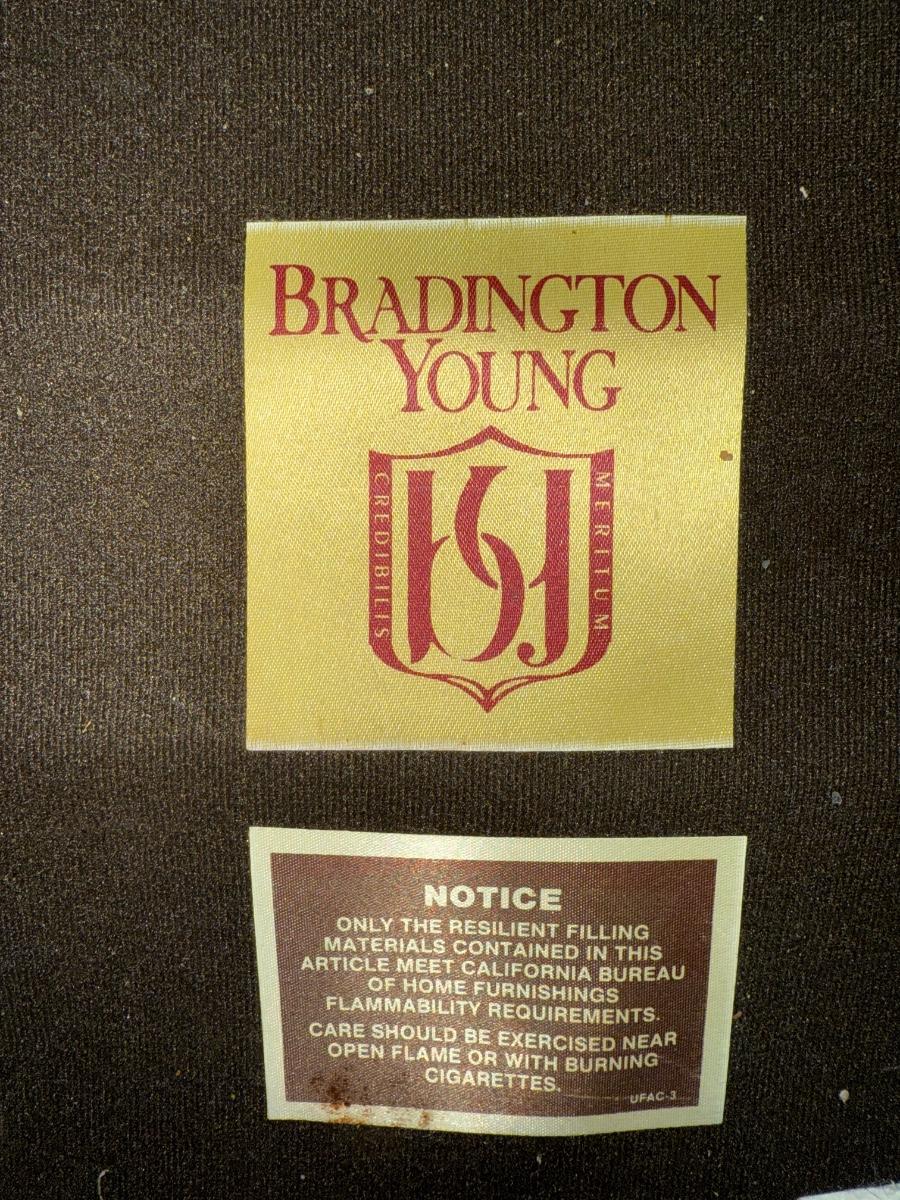 BRADINGTON
YOUNG
CREDIBILIS
MERITUM
NOTICE
ONLY THE RESILIENT FILLING
MATERIALS CONTAINED IN THIS
ARTICLE MEET CALIFORNIA BUREAU
OF HOME FURNISHINGS
FLAMMABILITY REQUIREMENTS.
CARE SHOULD BE EXERCISED NEAR
OPEN FLAME OR WITH BURNING
CIGARETTES.
UFAC-3